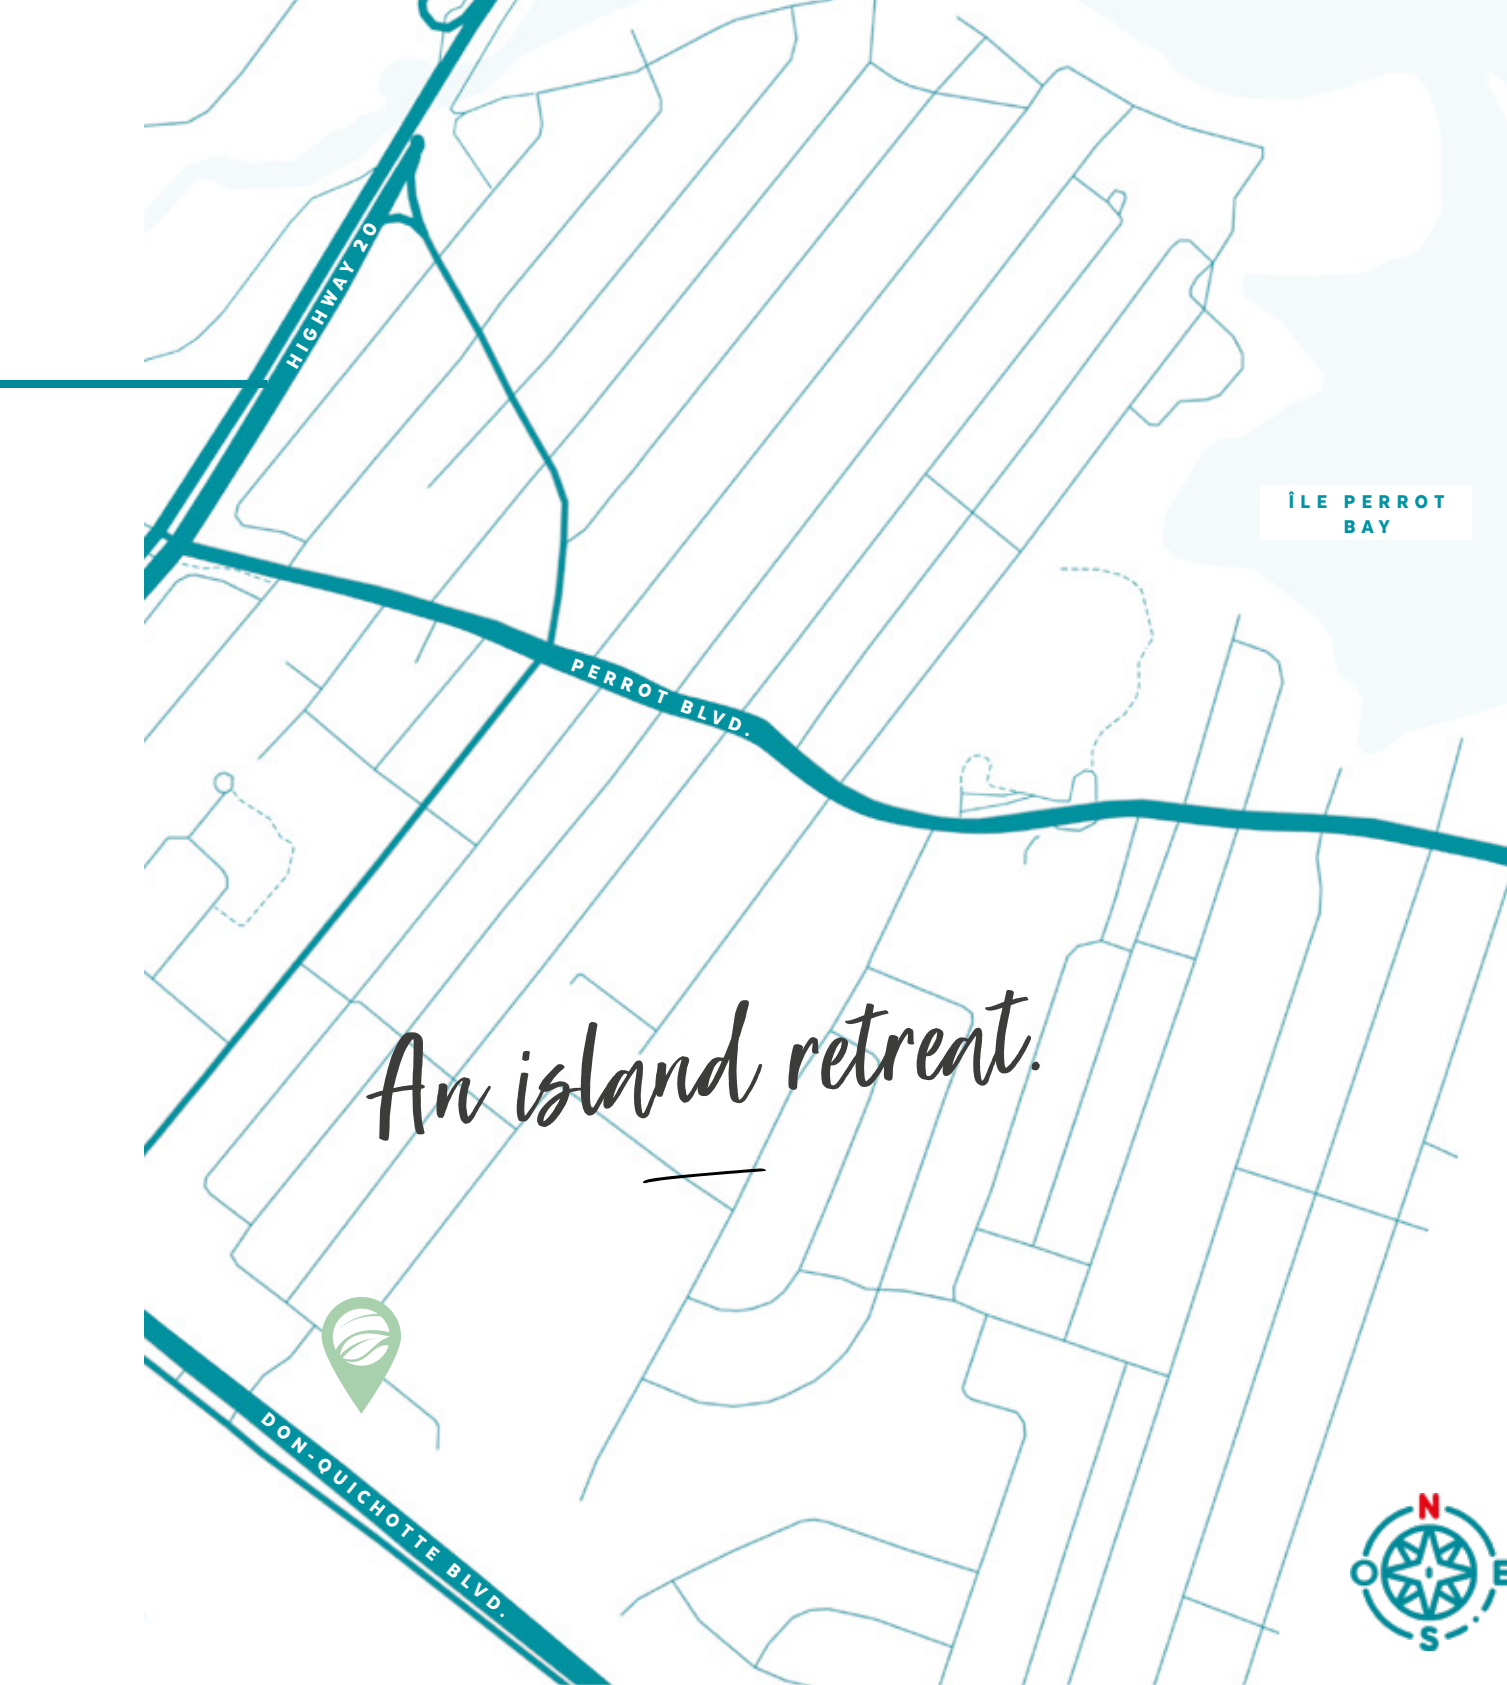 HIGHWAY 20
ÎLE PERROT
BAY
PERROT BLVD.
An island retreat.
DON-QUICHOTTE BLVD.
N
O E
S